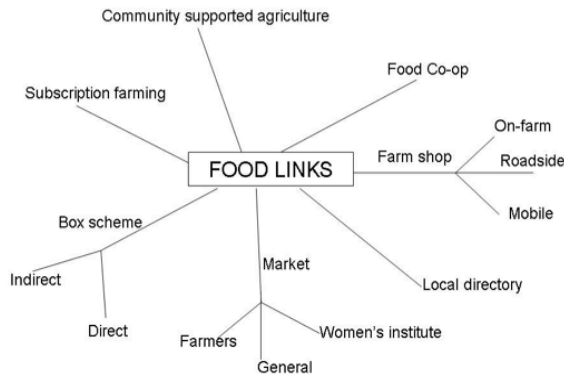 Community supported agriculture
Food Co-op
Subscription farming
On-farm
FOOD LINKS
Farm shop
Roadside
Mobile
Box scheme
Market
Indirect
Local directory
Direct
Farmers
Women's institute
General